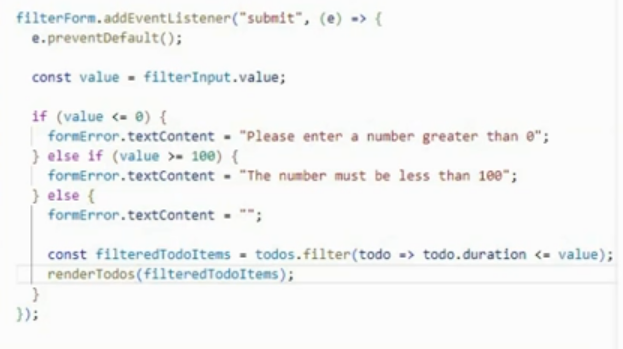 filterForm.addEventListener("submit", (e) => {
e.preventDefault();
const value = filterInput.value;
if (value <= 0) {
formError.textContent = "Please enter a number greater than 0";
} else if (value >= 100) {
formError.textContent = "The number must be less than 100";
} else {
formError.textContent = "";
const filteredTodoItems = todos.filter(todo => todo.duration <= value);
renderTodos(filteredTodoItems);
}
});